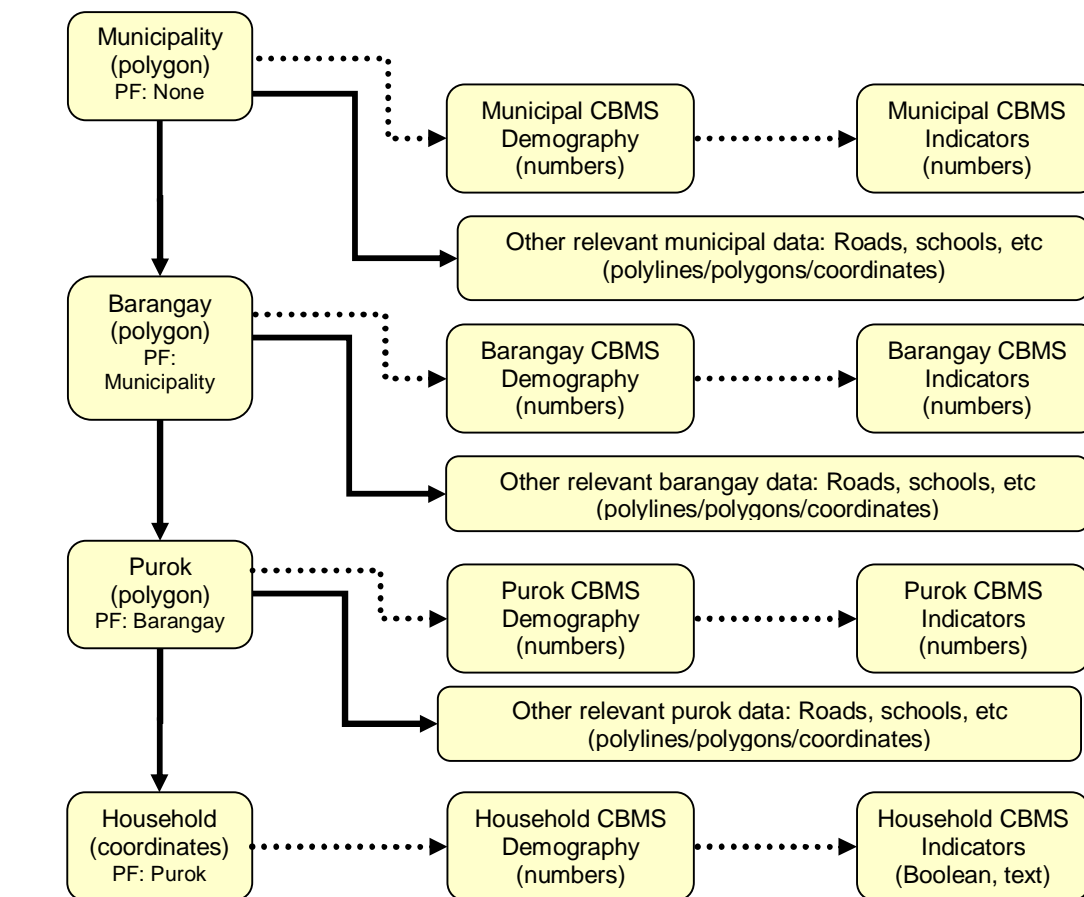 Municipality
(polygon)
PF: None
Municipal CBMS
Demography
(numbers)
Municipal CBMS
Indicators
(numbers)
Other relevant municipal data: Roads, schools, etc
(polylines/polygons/coordinates)
Barangay
(polygon)
PF:
Municipality
Barangay CBMS
Demography
(numbers)
Barangay CBMS
Indicators
(numbers)
Other relevant barangay data: Roads, schools, etc
(polylines/polygons/coordinates)
Purok
(polygon)
PF: Barangay
Purok CBMS
Demography
(numbers)
Purok CBMS
Indicators
(numbers)
Other relevant purok data: Roads, schools, etc
(polylines/polygons/coordinates)
Household
(coordinates)
PF: Purok
Household CBMS
Demography
(numbers)
Household CBMS
Indicators
(Boolean, text)